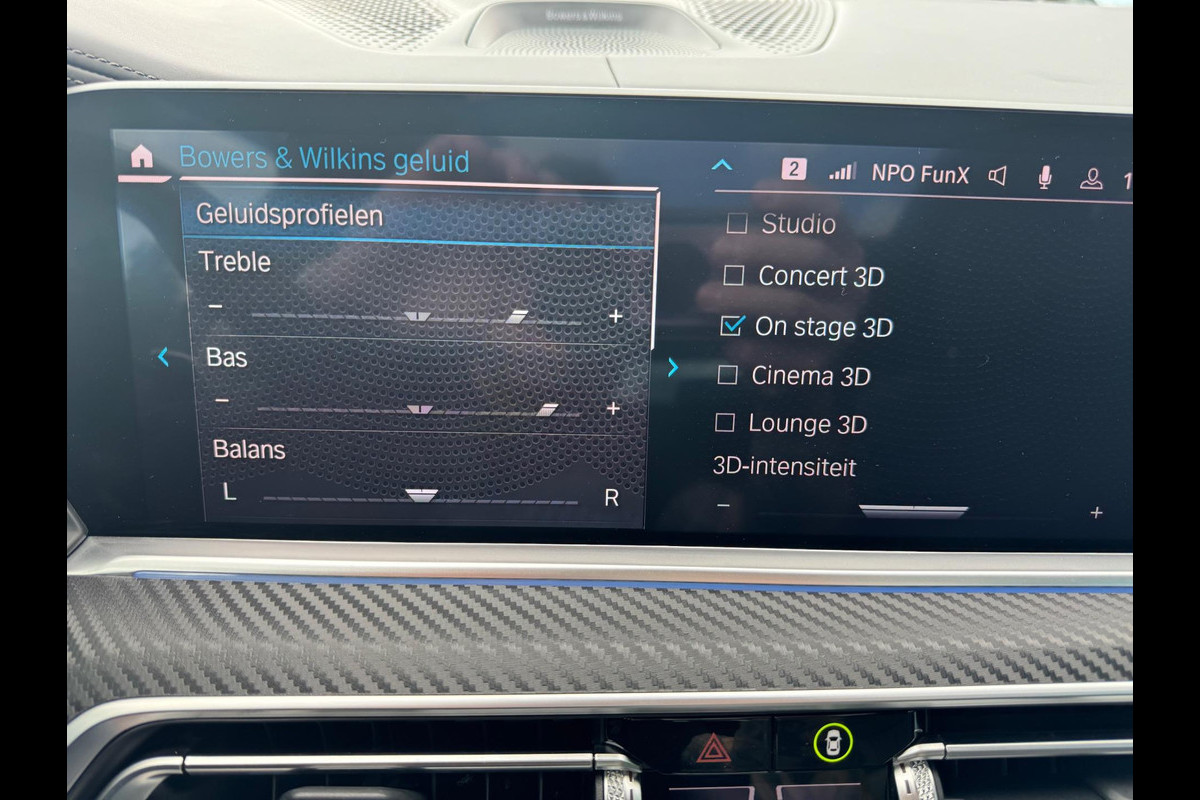 Bowers & Wilkins
Bowers & Wilkins geluid
2 NPO FunX 1
Geluidsprofielen
Treble
- +
Bas
- +
Balans
L R
Studio
Concert 3D
On stage 3D
Cinema 3D
Lounge 3D
3D-intensiteit
- +